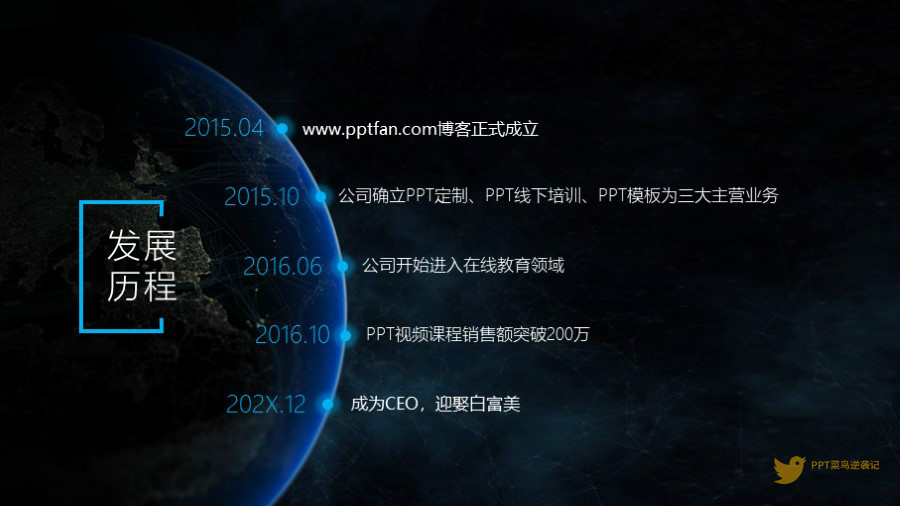 发展
历程
2015.04 www.pptfan.com博客正式成立
2015.10 公司确立PPT定制、PPT线下培训、PPT模板为三大主营业务
2016.06 公司开始进入在线教育领域
2016.10 PPT视频课程销售额突破200万
202X.12 成为CEO，迎娶白富美
PPT菜鸟逆袭记